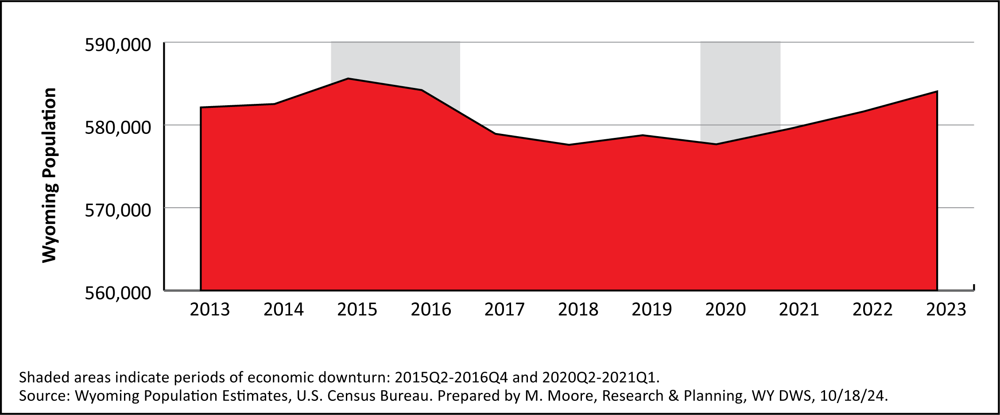 590,000
580,000
570,000
560,000
Wyoming Population
2013 2014 2015 2016 2017 2018 2019 2020 2021 2022 2023
Shaded areas indicate periods of economic downturn: 2015Q2-2016Q4 and 2020Q2-2021Q1.
Source: Wyoming Population Estimates, U.S. Census Bureau. Prepared by M. Moore, Research & Planning, WY DWS, 10/18/24.